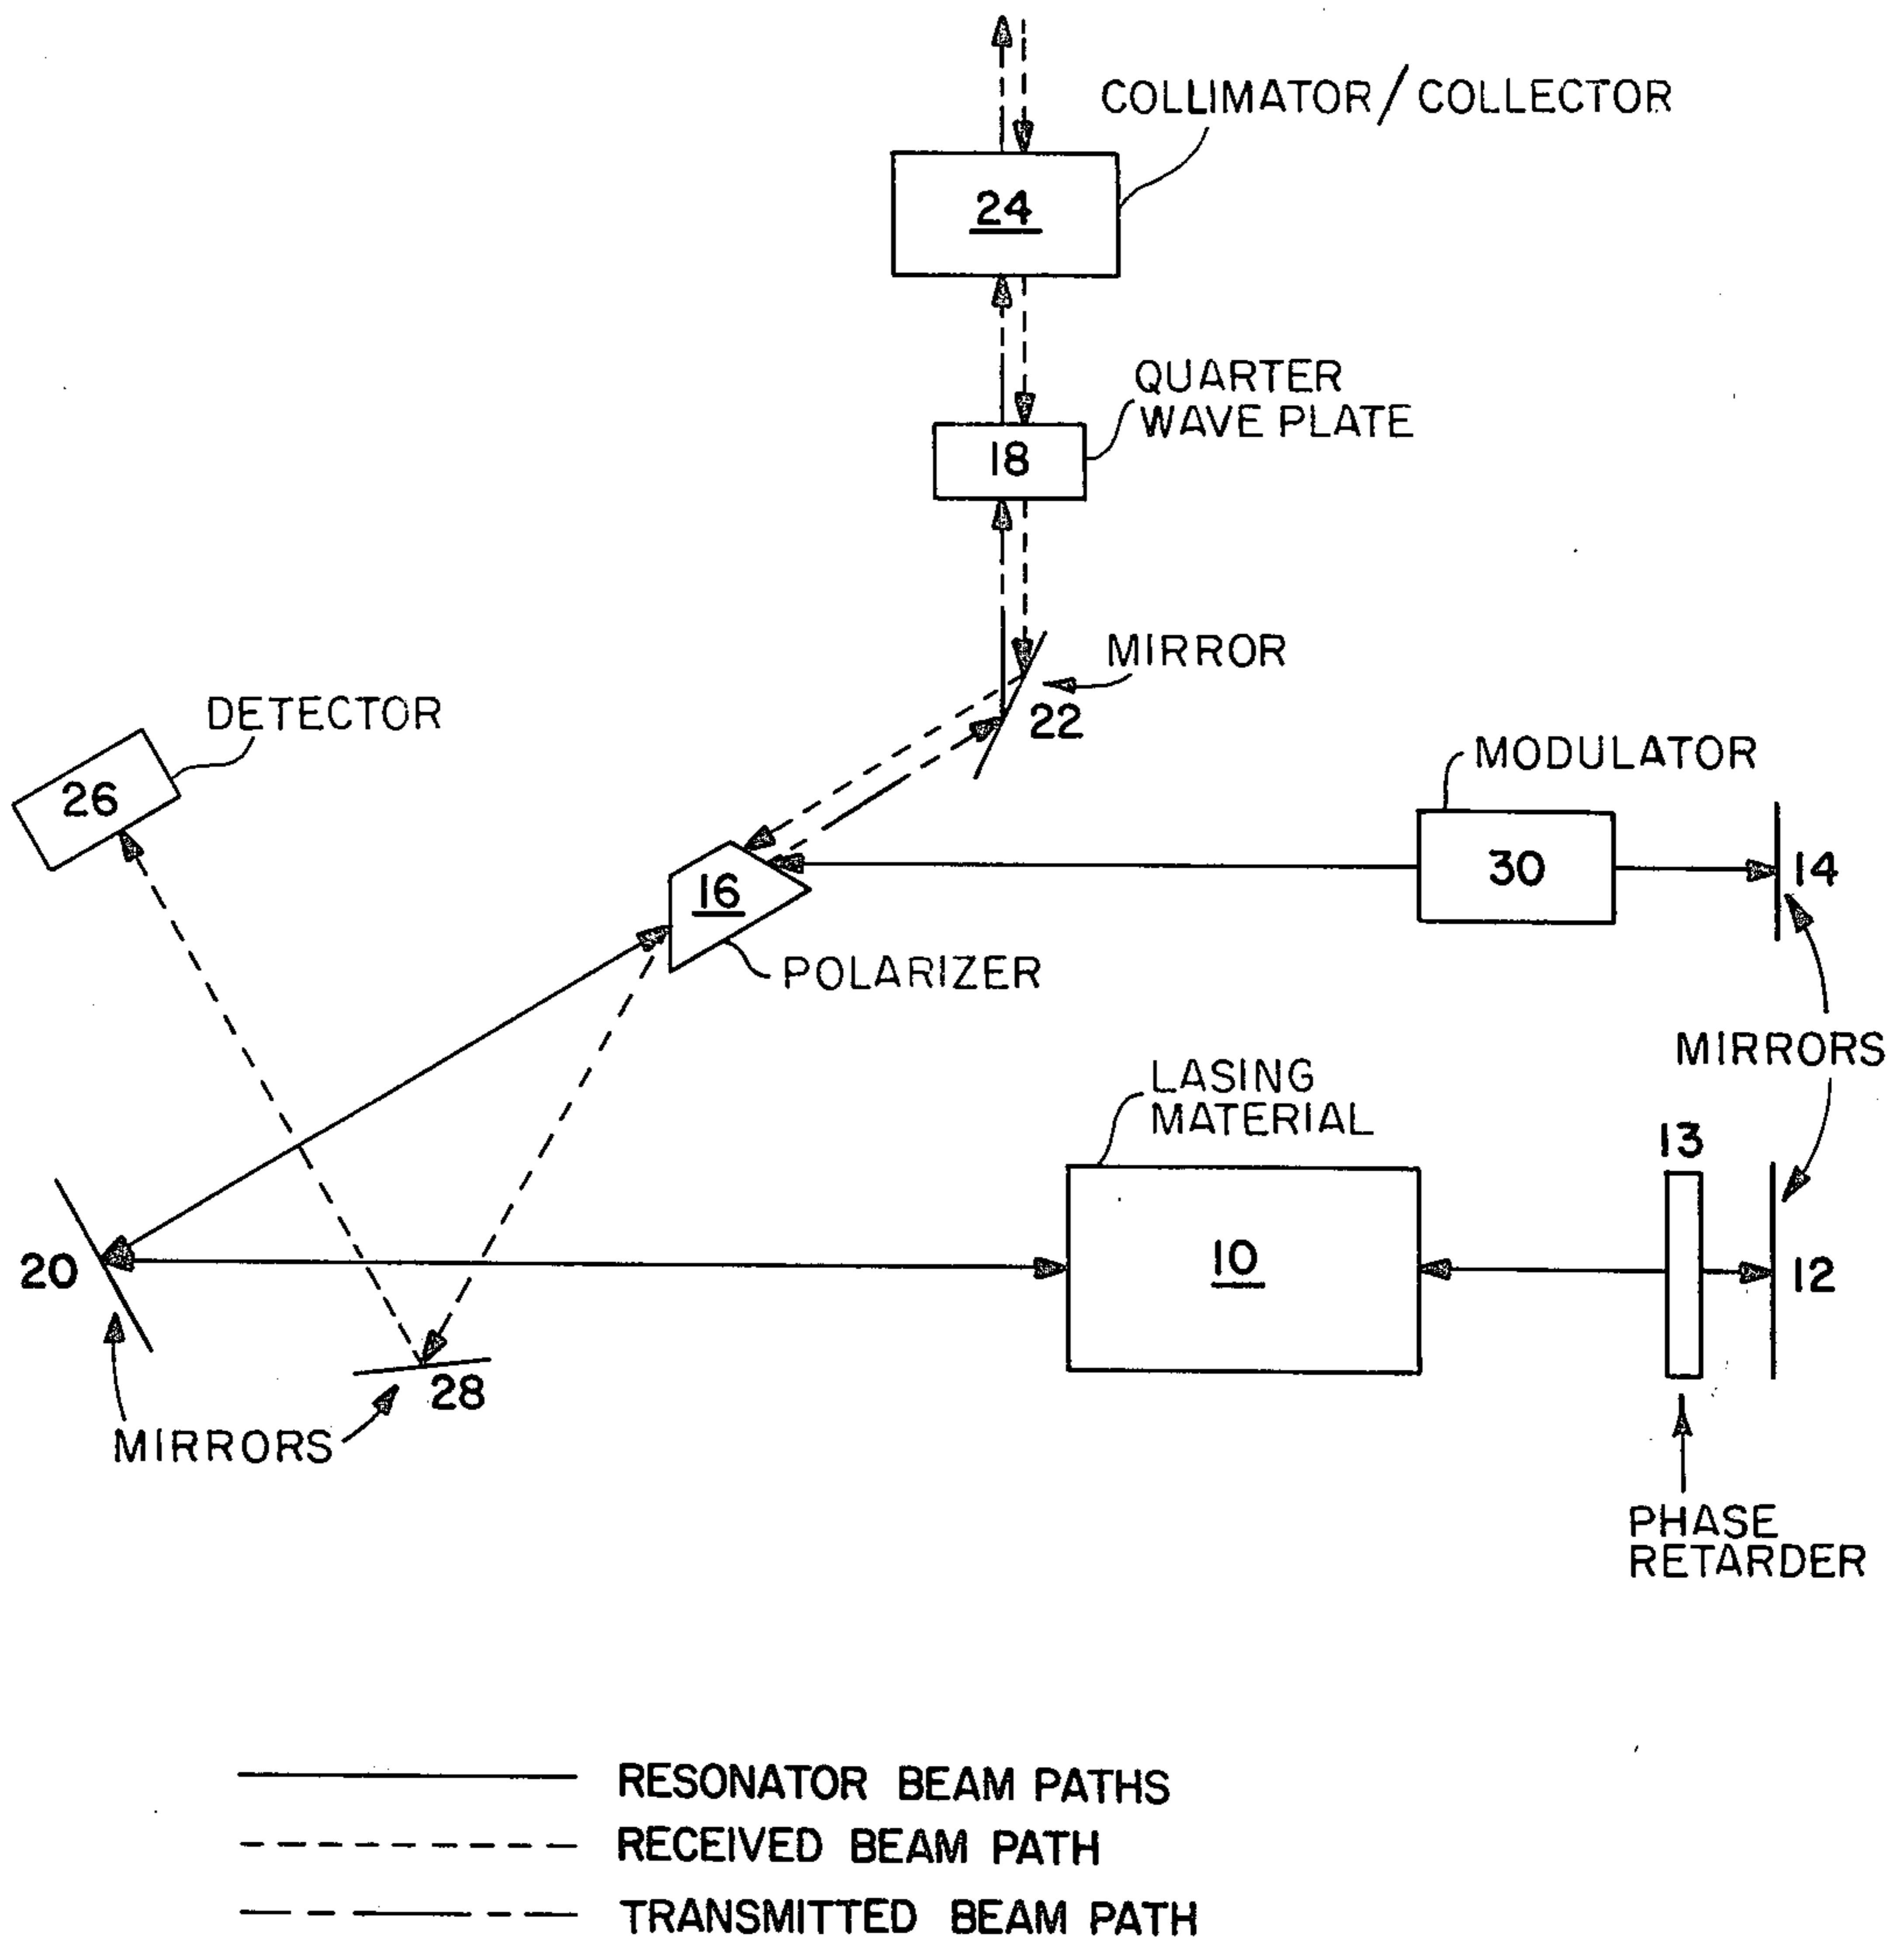 COLLIMATOR/COLLECTOR
24
QUARTER
WAVE PLATE
18
MIRROR
22
DETECTOR
26
MODULATOR
30
14
16
POLARIZER
MIRRORS
LASING
MATERIAL
13
10
12
20
28
MIRRORS
PHASE
RETARDER
RESONATOR BEAM PATHS
RECEIVED BEAM PATH
TRANSMITTED BEAM PATH